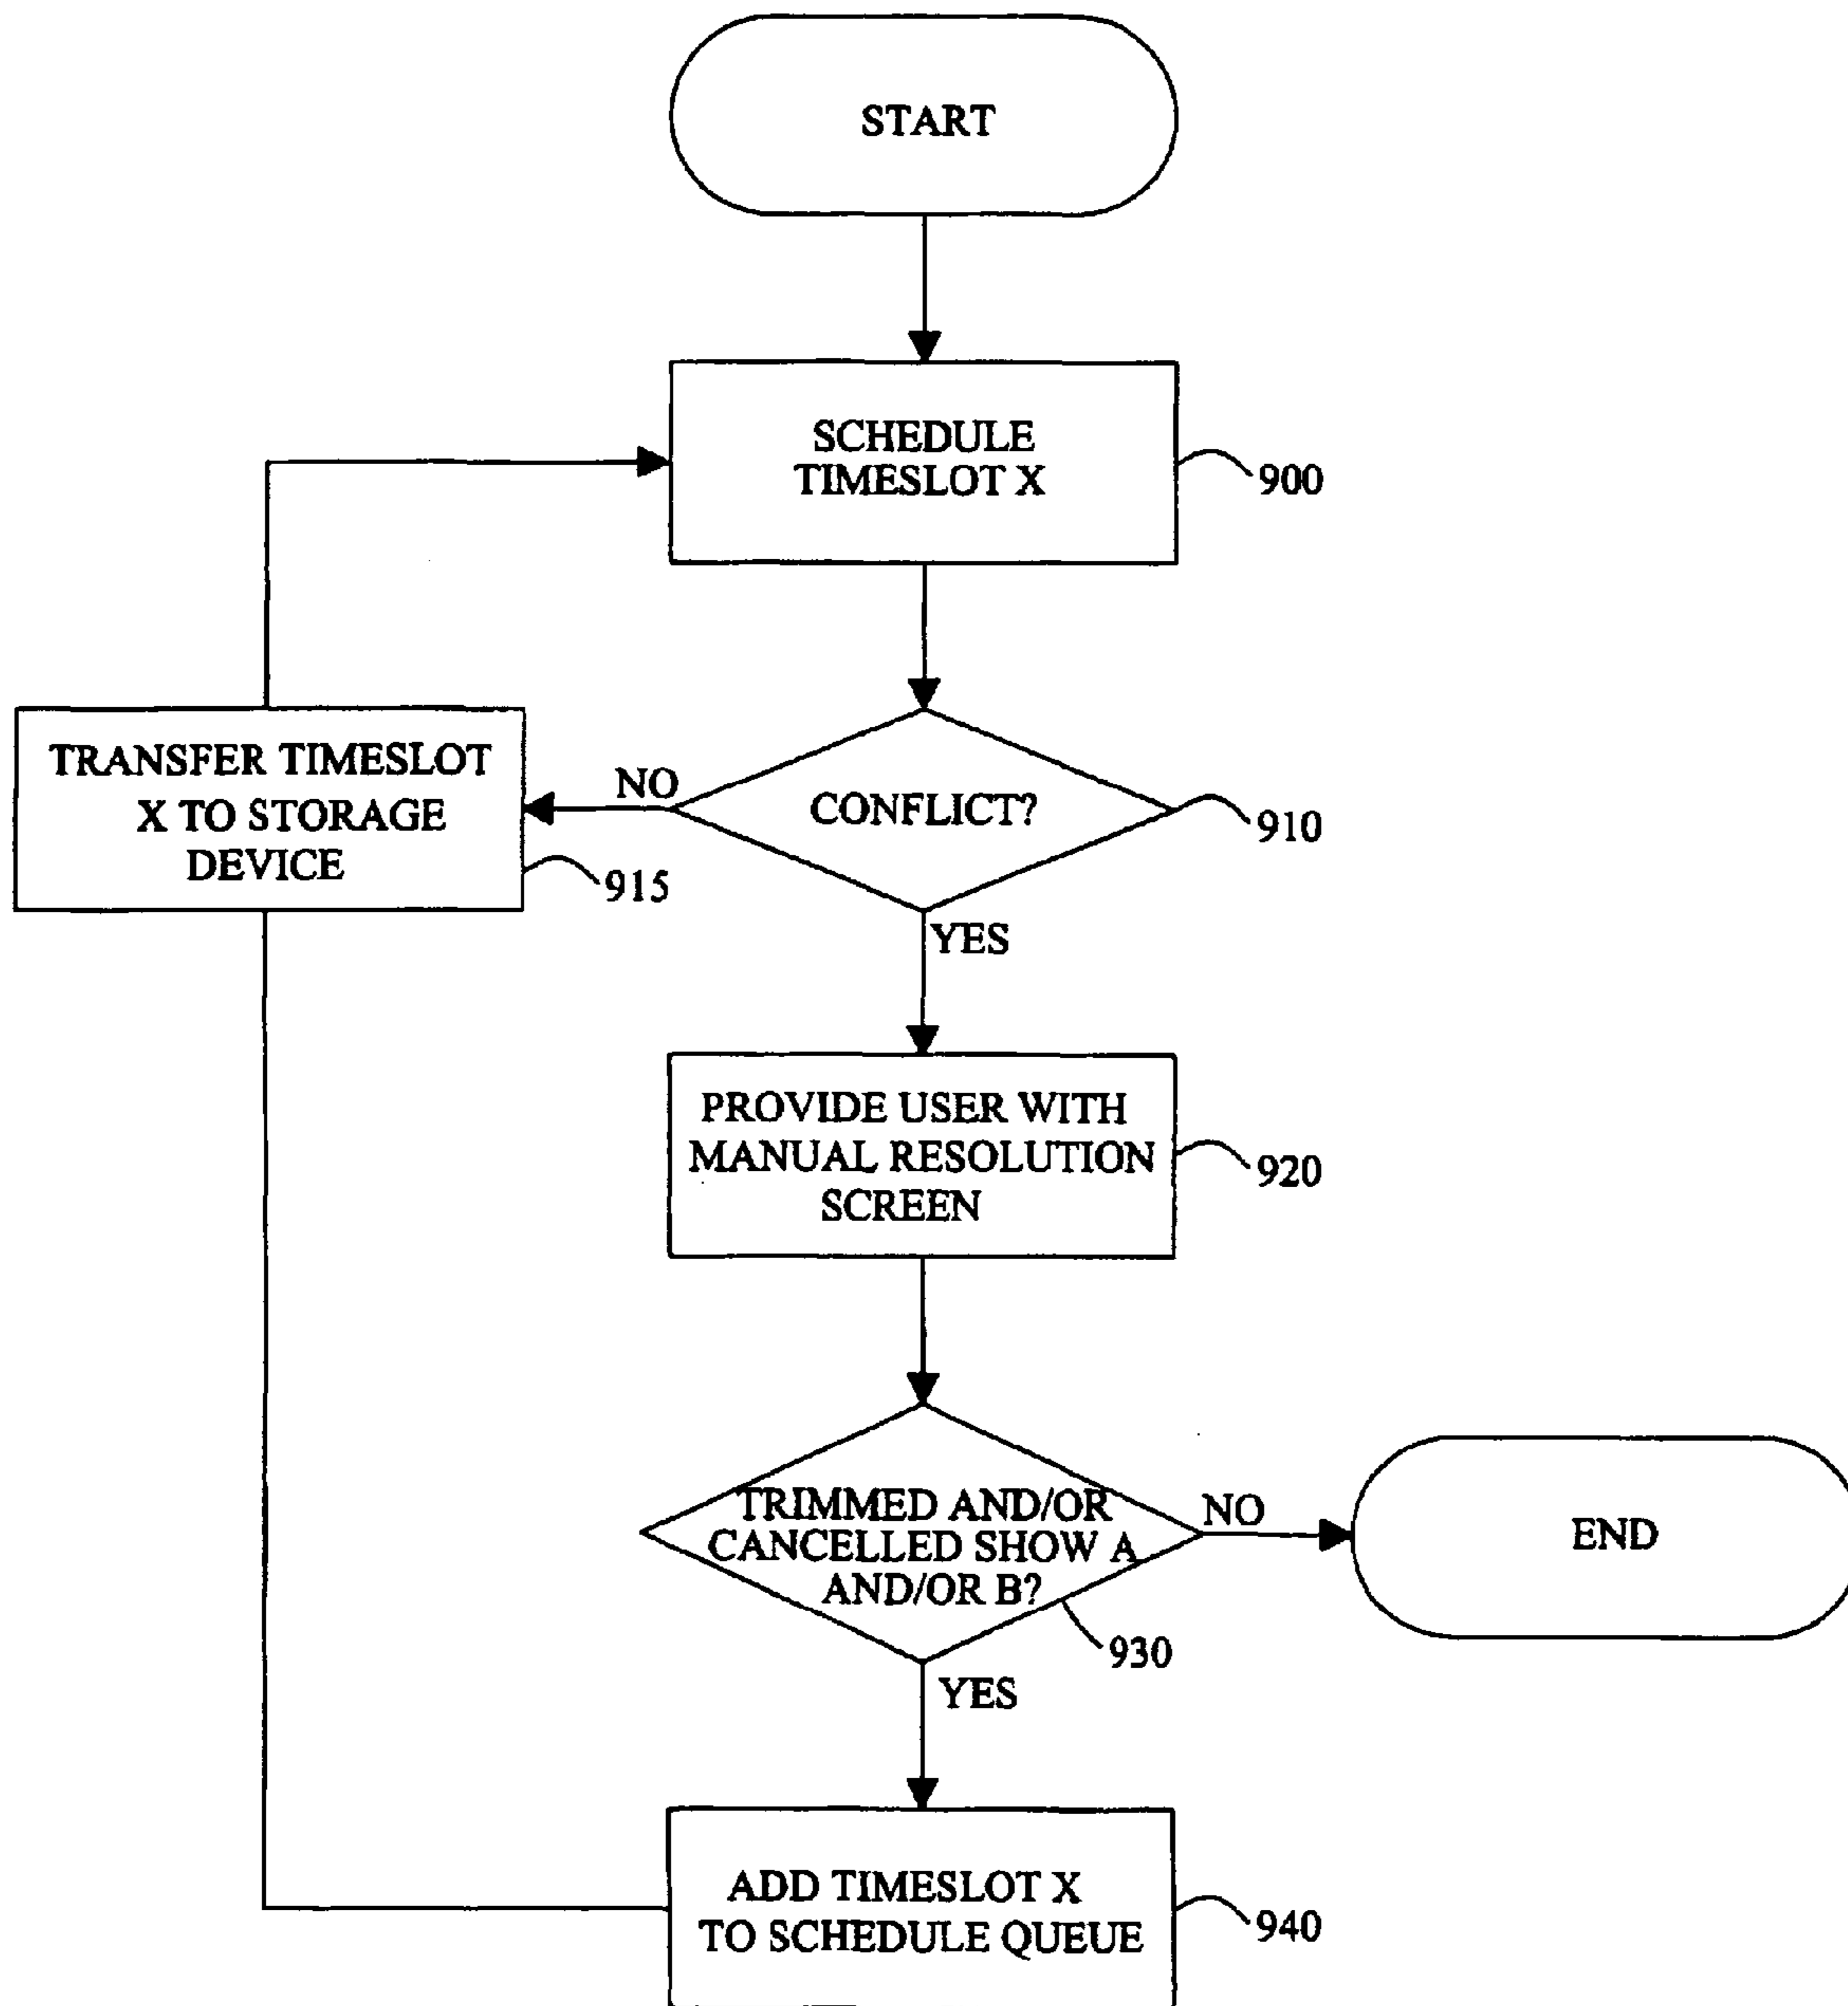 START
SCHEDULE
TIMESLOT X
900
TRANSFER TIMESLOT
X TO STORAGE
DEVICE
915
NO
CONFLICT?
910
YES
PROVIDE USER WITH
MANUAL RESOLUTION
SCREEN
920
TRIMMED AND/OR
CANCELLED SHOW A
AND/OR B?
930
NO
END
YES
ADD TIMESLOT X
TO SCHEDULE QUEUE
940